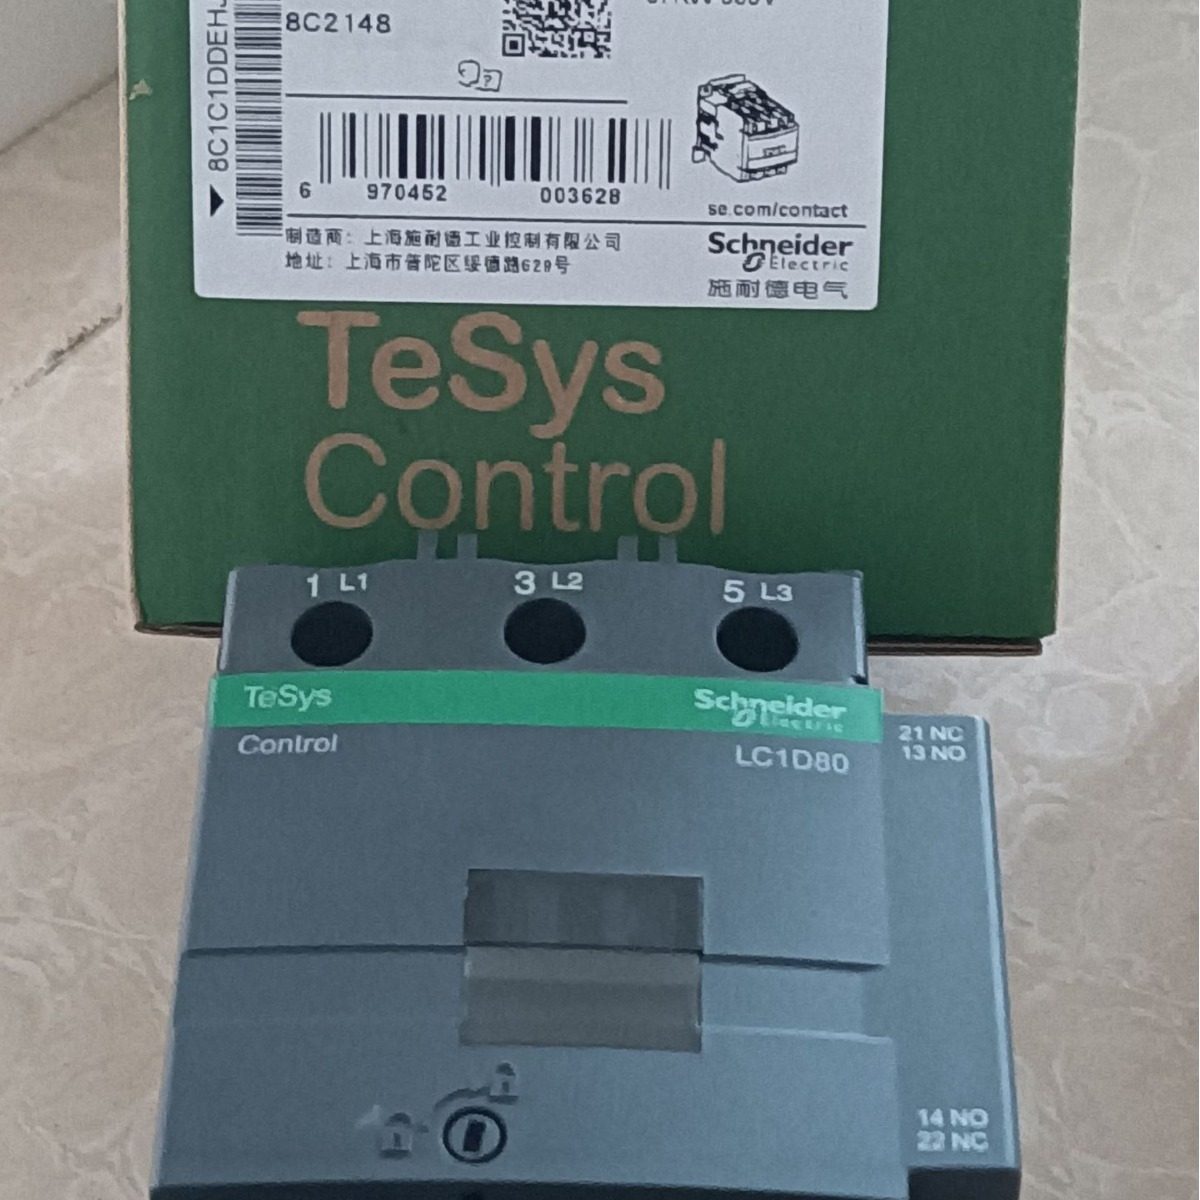 8C1C1DDEHJ
8C2148
6 970452 003628
se.com/contact
制造商：上海施耐德工业控制有限公司
地址：上海市普陀区绥德路629号
Schneider
Electric
施耐德电气
TeSys
Control
1 L1 3 L2 5 L3
TeSys
Schneider
Electric
Control
LC1D80
21 NC
13 NO
14 NO
22 NC